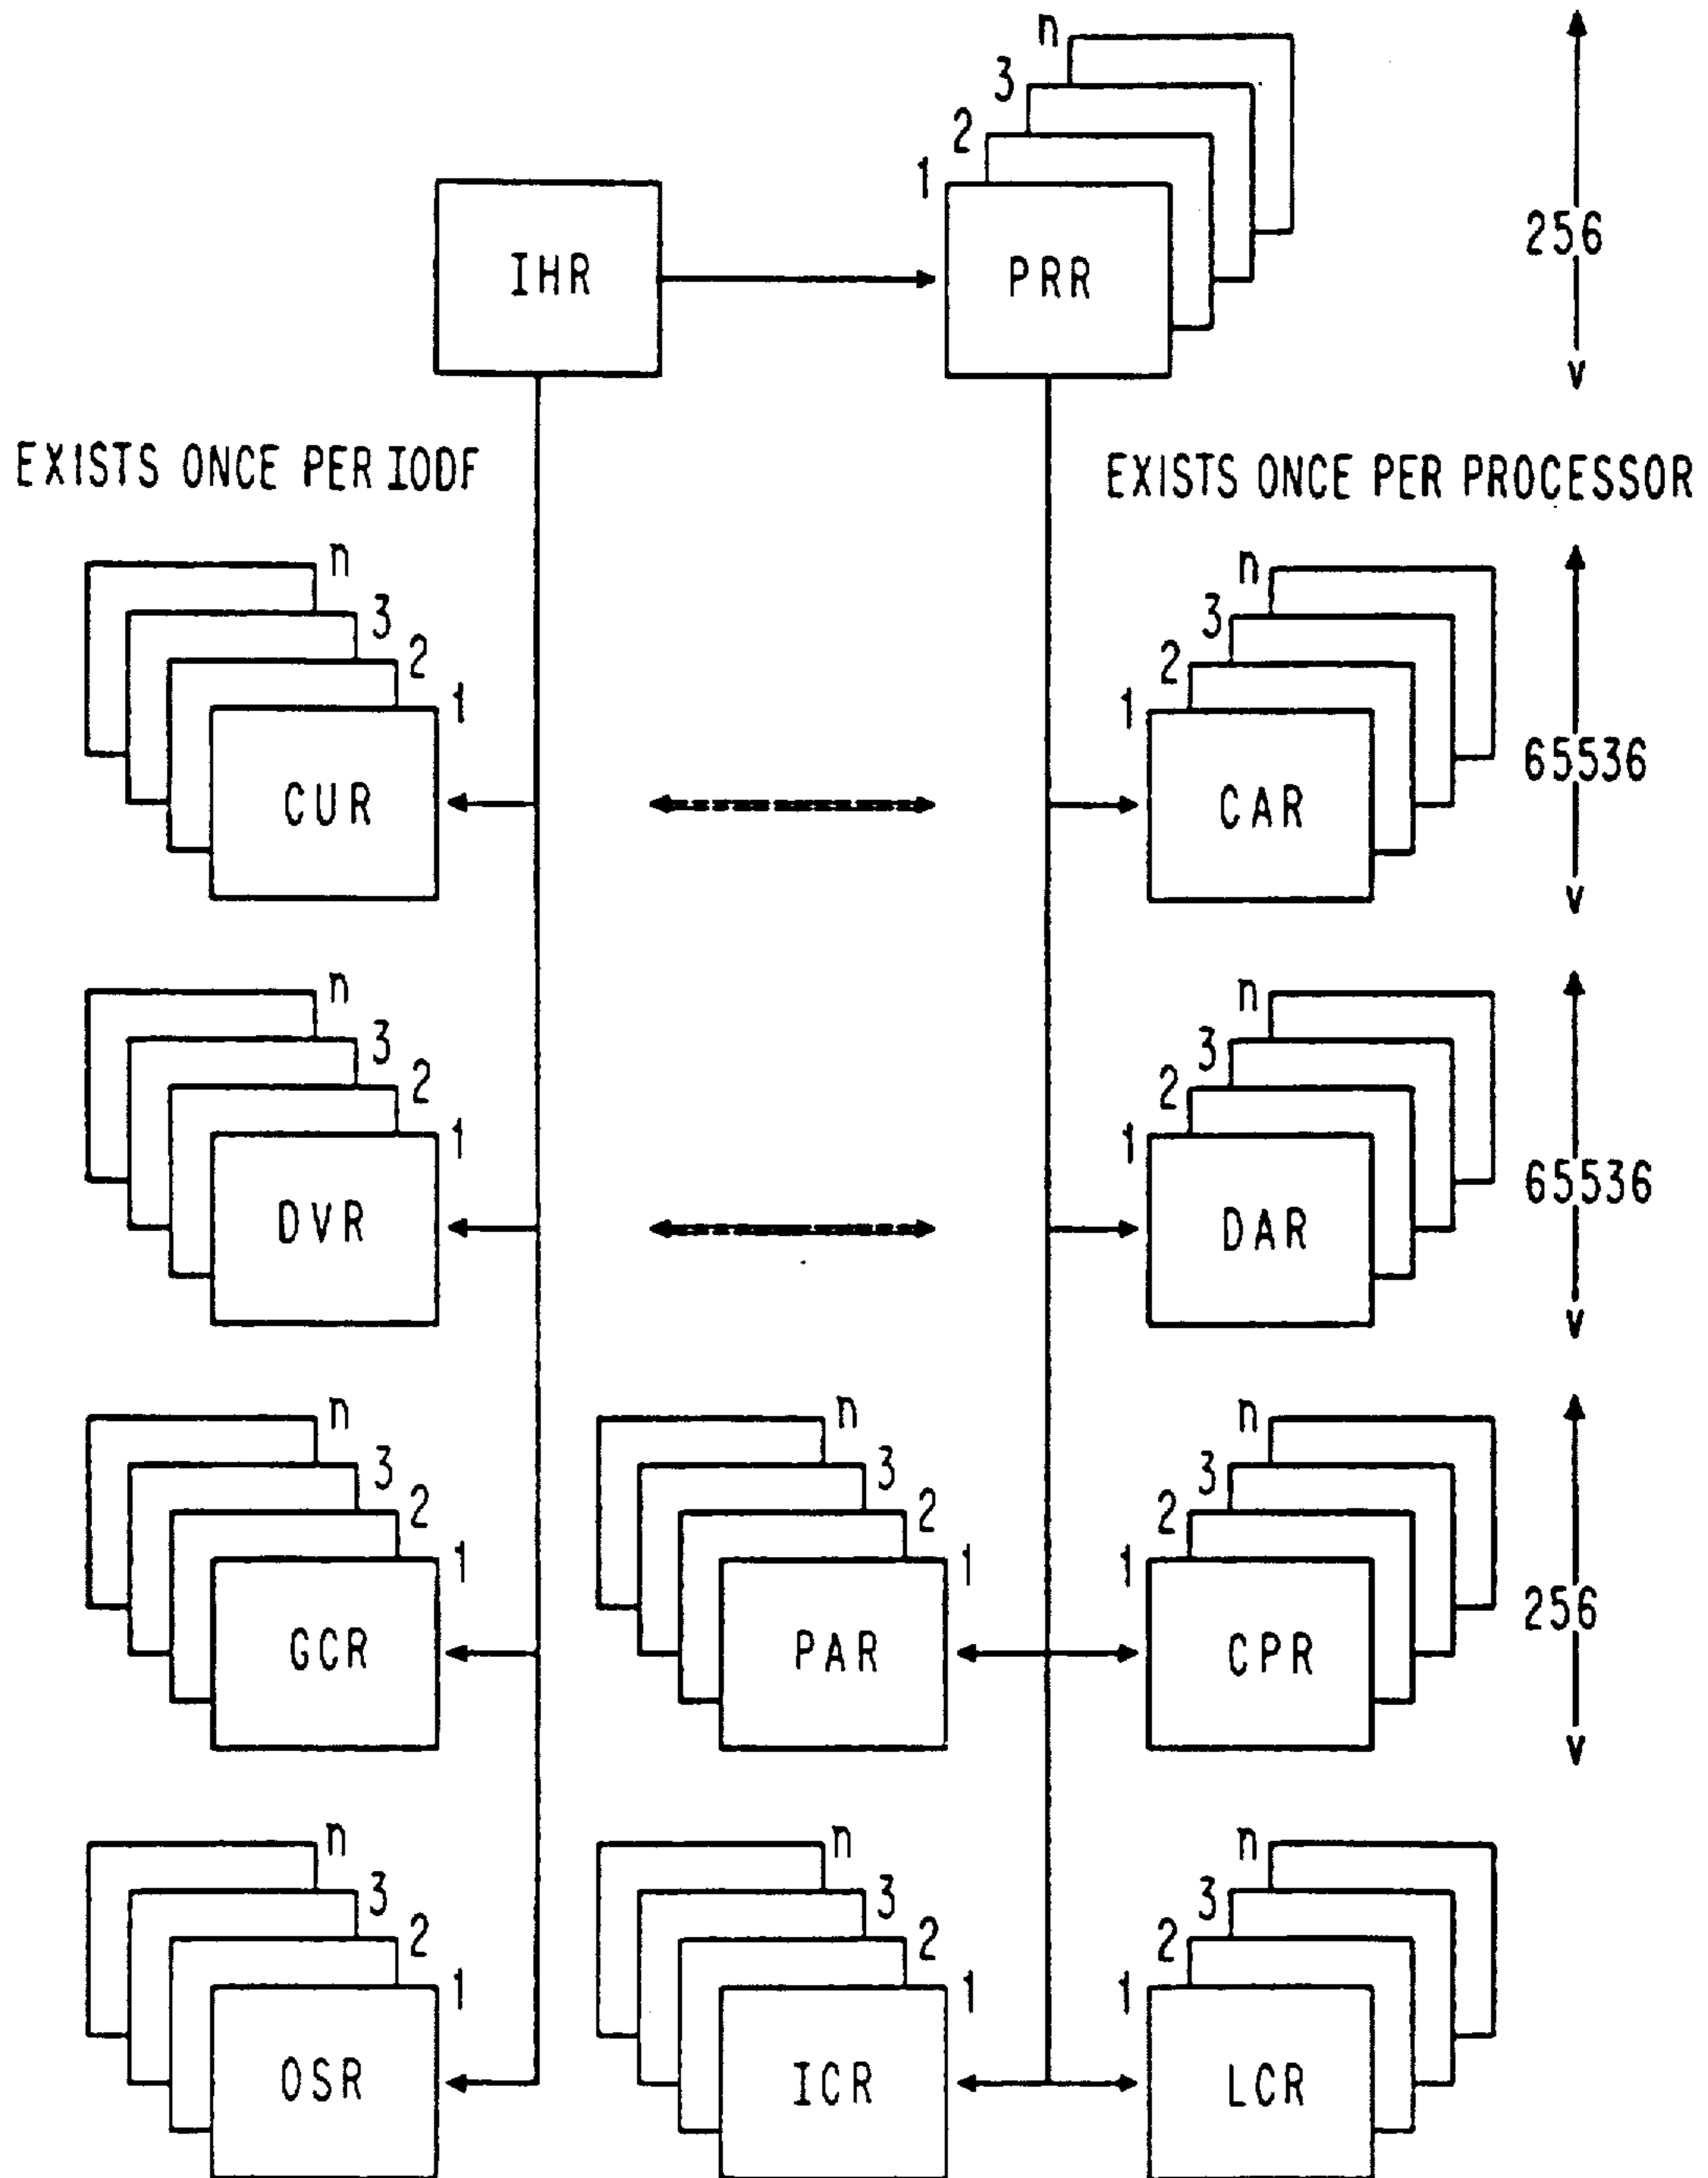 n
3
2
1
IHR
PRR
256
EXISTS ONCE PER IODF
EXISTS ONCE PER PROCESSOR
n
3
2
1
CUR
n
3
2
1
CAR
65536
n
3
2
1
DVR
n
3
2
1
DAR
65536
n
3
2
1
GCR
n
3
2
1
PAR
n
3
2
1
CPR
256
n
3
2
1
OSR
n
3
2
1
ICR
n
3
2
1
LCR